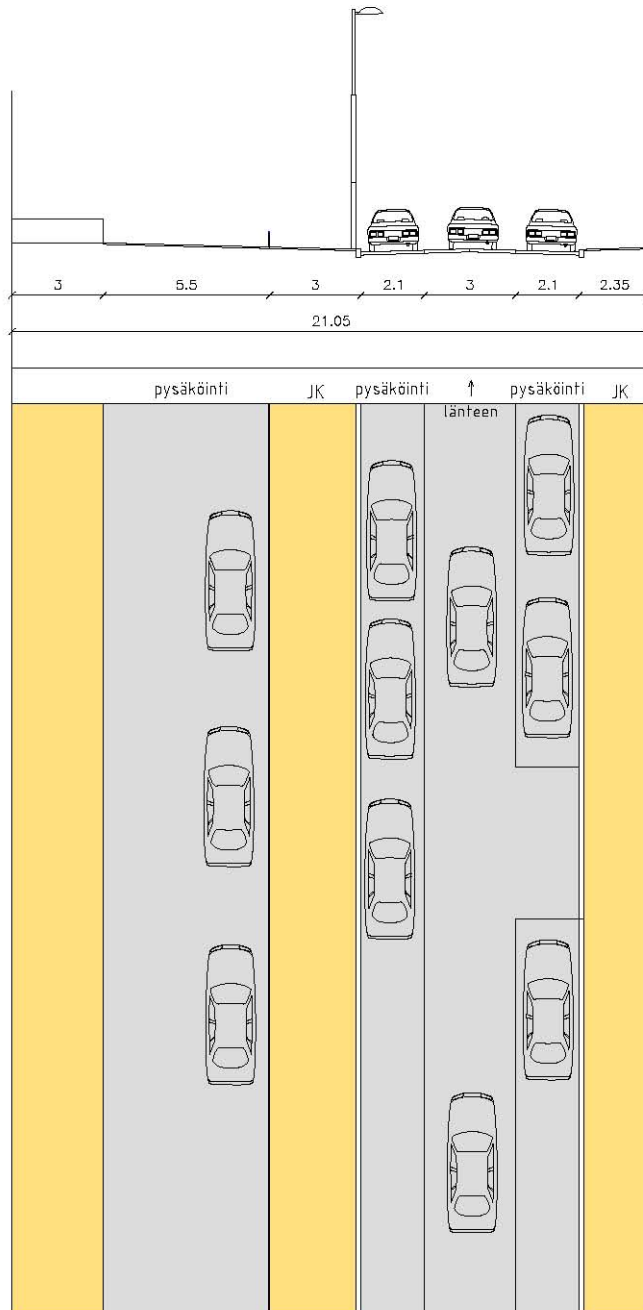 3 5.5 3 2.1 3 2.1 2.35
21.05
pysäköinti JK pysäköinti ↑ pysäköinti JK
länteen